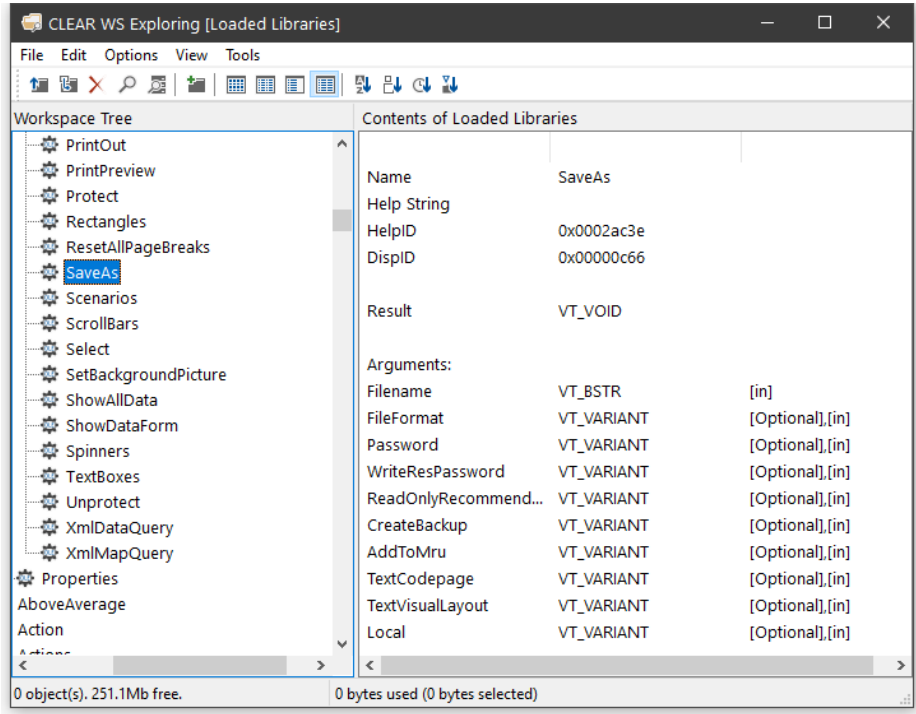 CLEAR WS Exploring [Loaded Libraries]
File Edit Options View Tools
Workspace Tree
PrintOut
PrintPreview
Protect
Rectangles
ResetAllPageBreaks
SaveAs
Scenarios
ScrollBars
Select
SetBackgroundPicture
ShowAllData
ShowDataForm
Spinners
TextBoxes
Unprotect
XmlDataQuery
XmlMapQuery
Properties
AboveAverage
Action
Actions
Contents of Loaded Libraries
Name SaveAs
Help String
HelpID 0x0002ac3e
DispID 0x00000c66
Result VT_VOID
Arguments:
Filename VT_BSTR [in]
FileFormat VT_VARIANT [Optional],[in]
Password VT_VARIANT [Optional],[in]
WriteResPassword VT_VARIANT [Optional],[in]
ReadOnlyRecommend... VT_VARIANT [Optional],[in]
CreateBackup VT_VARIANT [Optional],[in]
AddToMru VT_VARIANT [Optional],[in]
TextCodepage VT_VARIANT [Optional],[in]
TextVisualLayout VT_VARIANT [Optional],[in]
Local VT_VARIANT [Optional],[in]
0 object(s). 251.1Mb free.
0 bytes used (0 bytes selected)